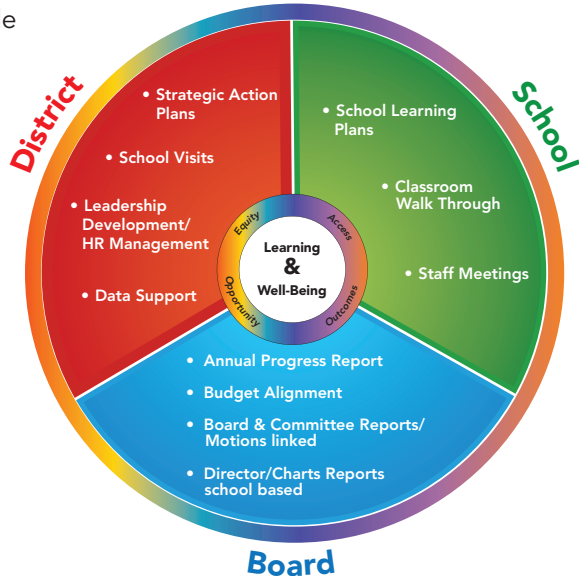 District
• Strategic Action
Plans
• School Visits
• Leadership
Development/
HR Management
• Data Support
School
• School Learning
Plans
• Classroom
Walk Through
• Staff Meetings
Equity
Access
Opportunity
Outcomes
Learning
&
Well-Being
• Annual Progress Report
• Budget Alignment
• Board & Committee Reports/
Motions linked
• Director/Charts Reports
school based
Board